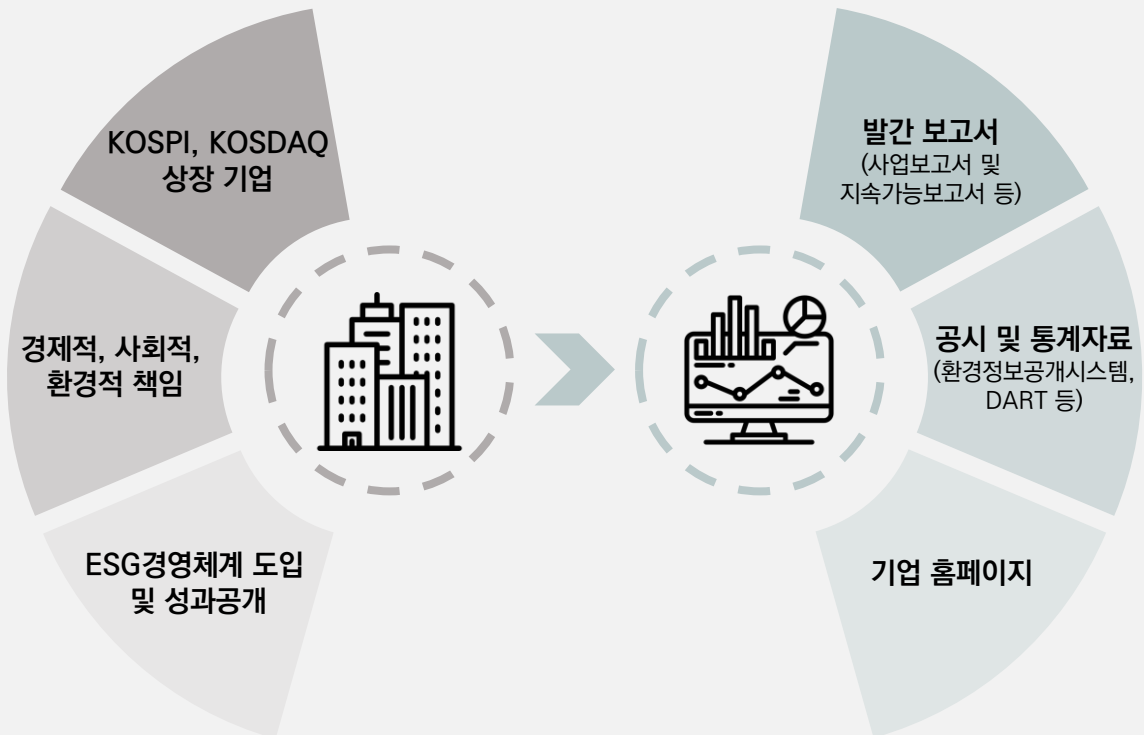 KOSPI, KOSDAQ
상장 기업
경제적, 사회적,
환경적 책임
ESG경영체계 도입
및 성과공개
발간 보고서
(사업보고서 및
지속가능보고서 등)
공시 및 통계자료
(환경정보공개시스템,
DART 등)
기업 홈페이지